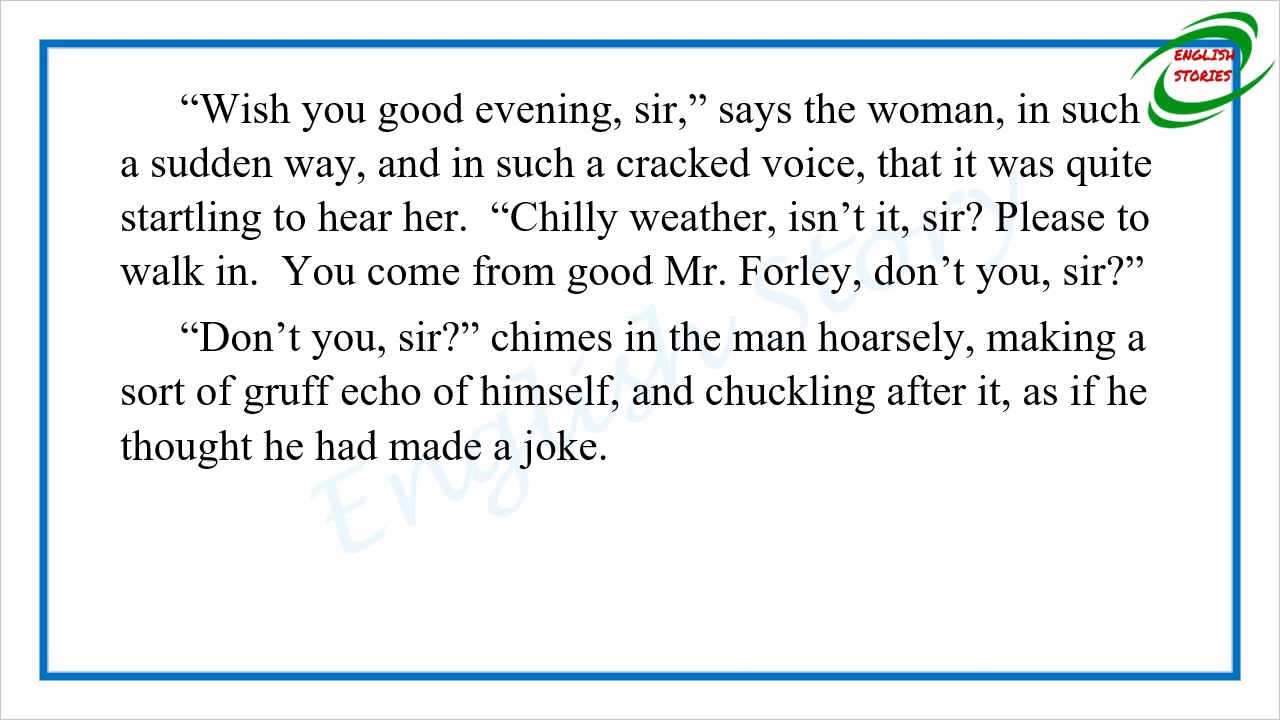 ENGLISH
STORIES
“Wish you good evening, sir,” says the woman, in such
a sudden way, and in such a cracked voice, that it was quite
startling to hear her.  “Chilly weather, isn’t it, sir? Please to
walk in.  You come from good Mr. Forley, don’t you, sir?”
“Don’t you, sir?” chimes in the man hoarsely, making a
sort of gruff echo of himself, and chuckling after it, as if he
thought he had made a joke.
English Story